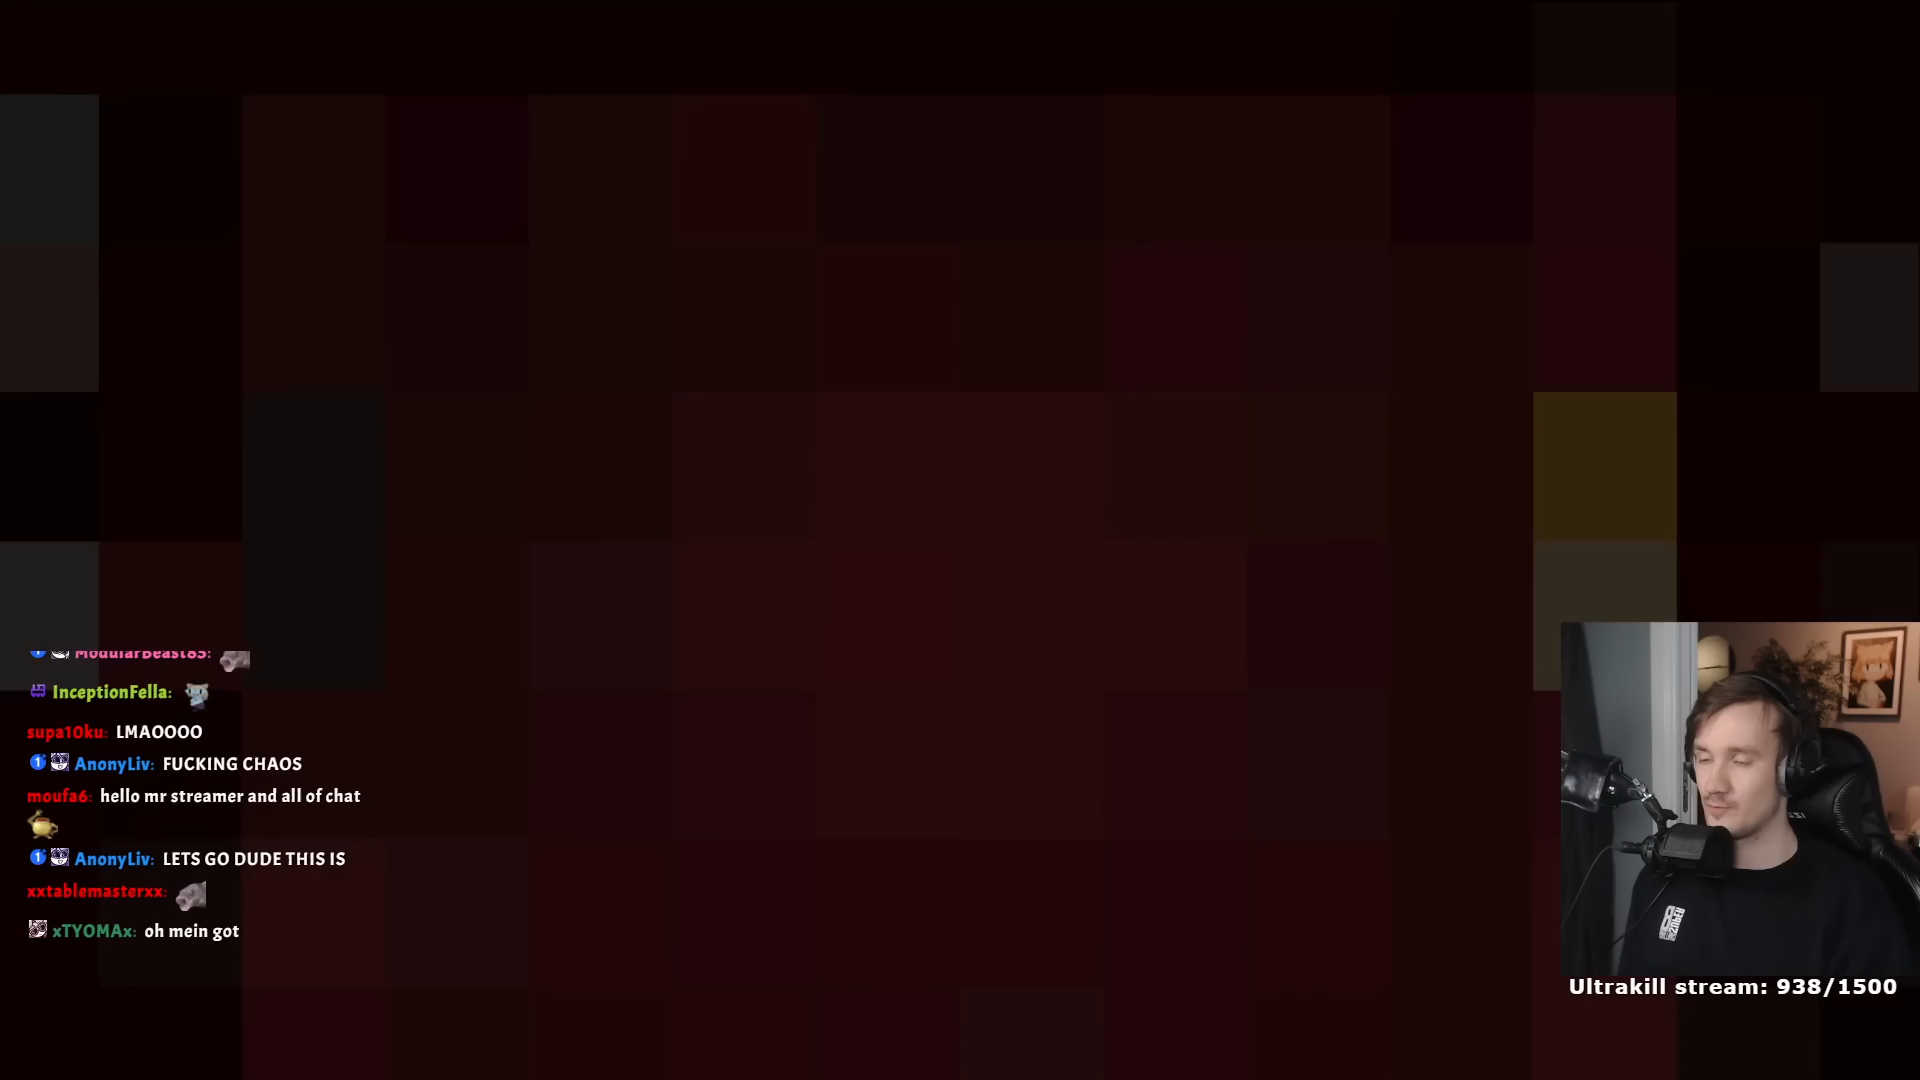 ModularBeast85:
InceptionFella:
supa10ku: LMAOOOO
AnonyLiv: FUCKING CHAOS
moufa6: hello mr streamer and all of chat
AnonyLiv: LETS GO DUDE THIS IS
xxtablemasterxx:
xTYOMAx: oh mein got
Ultrakill stream: 938/1500